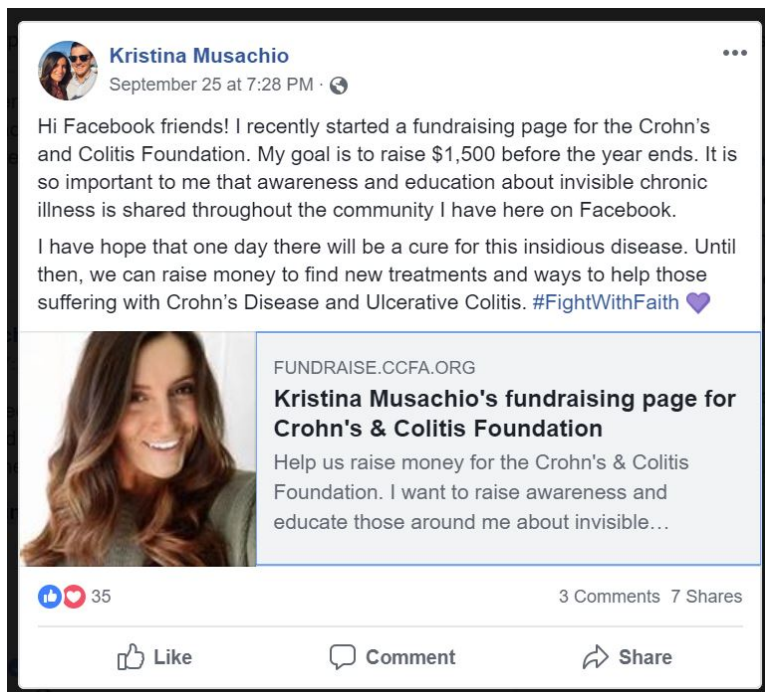 Kristina Musachio
September 25 at 7:28 PM ·
Hi Facebook friends! I recently started a fundraising page for the Crohn’s
and Colitis Foundation. My goal is to raise $1,500 before the year ends. It is
so important to me that awareness and education about invisible chronic
illness is shared throughout the community I have here on Facebook.
I have hope that one day there will be a cure for this insidious disease. Until
then, we can raise money to find new treatments and ways to help those
suffering with Crohn’s Disease and Ulcerative Colitis. #FightWithFaith 💜
FUNDRAISE.CCFA.ORG
Kristina Musachio's fundraising page for
Crohn's & Colitis Foundation
Help us raise money for the Crohn's & Colitis
Foundation. I want to raise awareness and
educate those around me about invisible…
35
3 Comments 7 Shares
Like Comment Share